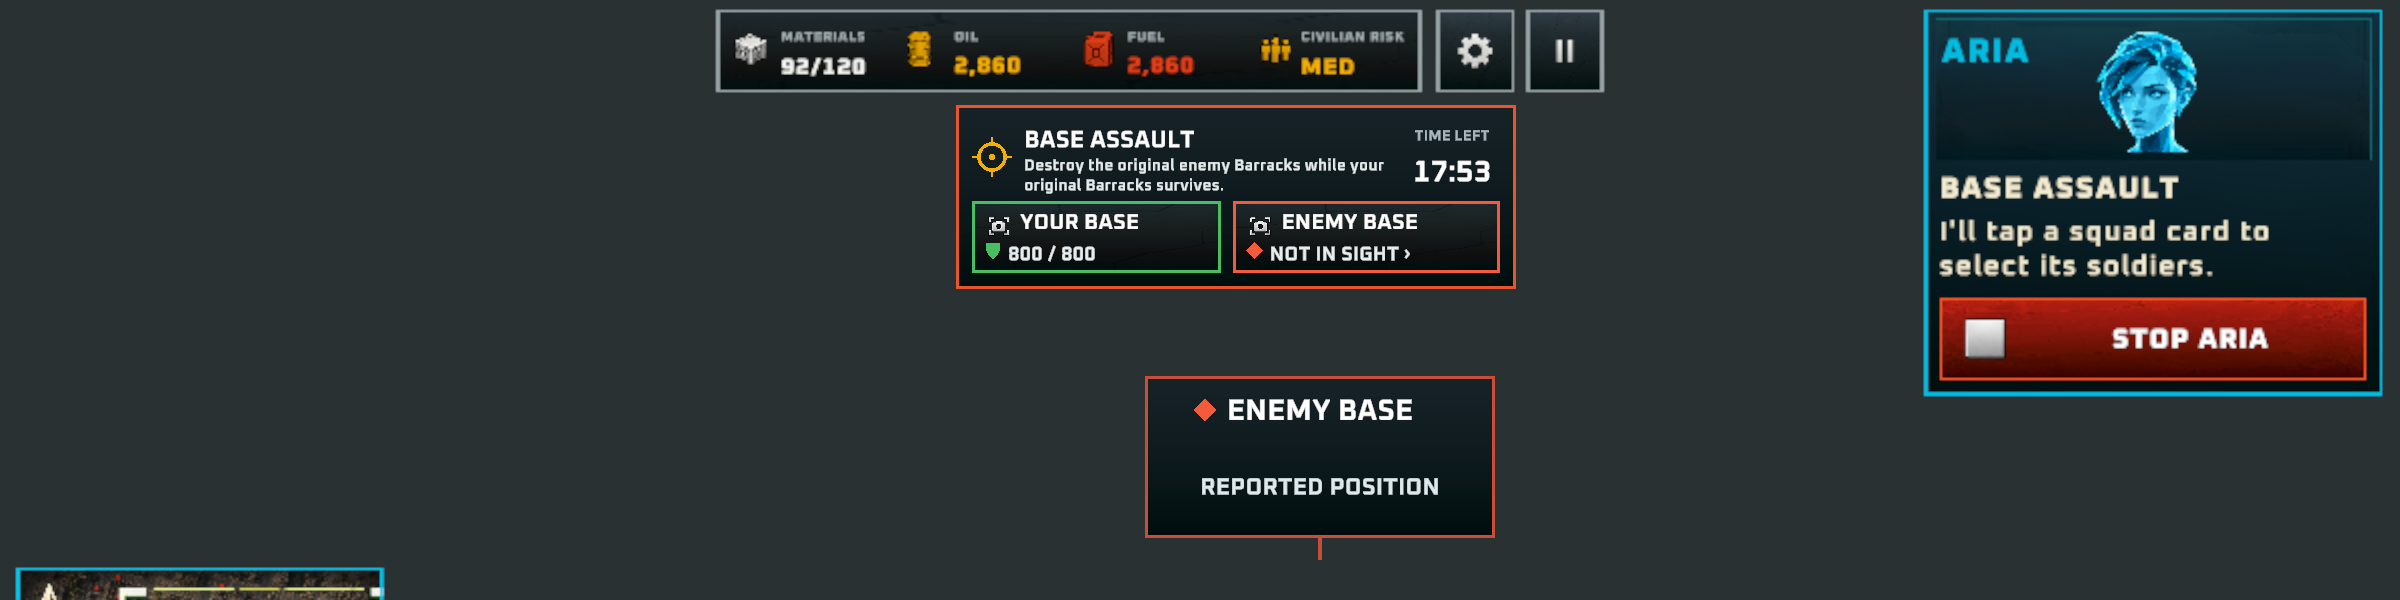 MATERIALS
92/120
OIL
2,860
FUEL
2,860
CIVILIAN RISK
MED
BASE ASSAULT
Destroy the original enemy Barracks while your
original Barracks survives.
TIME LEFT
17:53
YOUR BASE
800 / 800
ENEMY BASE
NOT IN SIGHT ›
ENEMY BASE
REPORTED POSITION
ARIA
BASE ASSAULT
I'll tap a squad card to
select its soldiers.
STOP ARIA